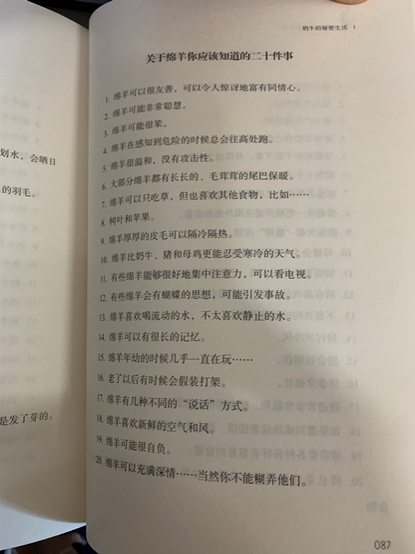 奶牛的秘密生活 1
关于绵羊你应该知道的二十件事
1. 绵羊可以很友善，可以令人惊讶地富有同情心。
2. 绵羊可能非常聪慧。
3. 绵羊可能很笨。
4. 绵羊在感知到危险的时候总会往高处跑。
5. 绵羊很温和，没有攻击性。
6. 大部分绵羊都有长长的、毛茸茸的尾巴保暖。
7. 绵羊可以只吃草，但也喜欢其他食物，比如……
8. 树叶和苹果。
9. 绵羊厚厚的皮毛可以隔冷隔热。
10. 绵羊比奶牛、猪和母鸡更能忍受寒冷的天气。
11. 有些绵羊能够很好地集中注意力，可以看电视。
12. 有些绵羊会有蝴蝶的思想，可能引发事故。
13. 绵羊喜欢喝流动的水，不太喜欢静止的水。
14. 绵羊可以有很长的记忆。
15. 绵羊年幼的时候几乎一直在玩……
16. 老了以后有时候会假装打架。
17. 绵羊有几种不同的“说话”方式。
18. 绵羊喜欢新鲜的空气和风。
19. 绵羊可能很自负。
20. 绵羊可以充满深情……当然你不能糊弄他们。
087
划水，会晒日
的羽毛。
是发了芽的。